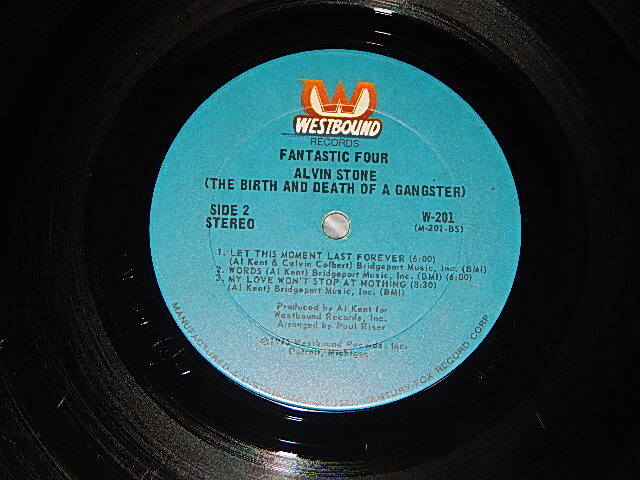 WESTBOUND
RECORDS
FANTASTIC FOUR
ALVIN STONE
(THE BIRTH AND DEATH OF A GANGSTER)
SIDE 2
STEREO
W-201
(M-201-BS)
1. LET THIS MOMENT LAST FOREVER (6:00)
(Al Kent & Calvin Colbert) Bridgeport Music, Inc. (BMI)
2. WORDS (Al Kent) Bridgeport Music, Inc. (BMI) (6:00)
3. MY LOVE WON'T STOP AT NOTHING (8:30)
(Al Kent) Bridgeport Music, Inc. (BMI)
Produced by Al Kent for
Westbound Records, Inc.
Arranged by Paul Riser
©1975 Westbound Records, Inc.
Detroit, Michigan
MANUFACTURED CENTURY-FOX RECORD CORP.